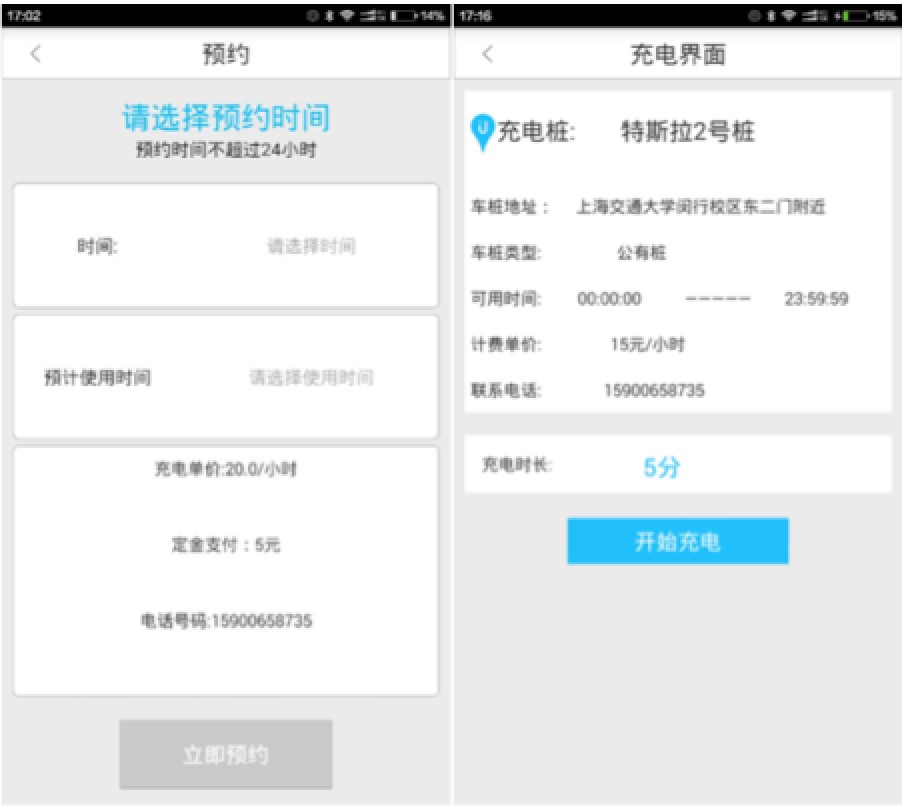 17:02
14%
预约
请选择预约时间
预约时间不超过24小时
时间:
请选择时间
预计使用时间
请选择使用时间
充电单价:20.0/小时
定金支付：5元
电话号码:15900658735
立即预约
17:16
15%
充电界面
充电桩: 特斯拉2号桩
车桩地址： 上海交通大学闵行校区东二门附近
车桩类型: 公有桩
可用时间: 00:00:00 ----- 23:59:59
计费单价: 15元/小时
联系电话: 15900658735
充电时长: 5分
开始充电